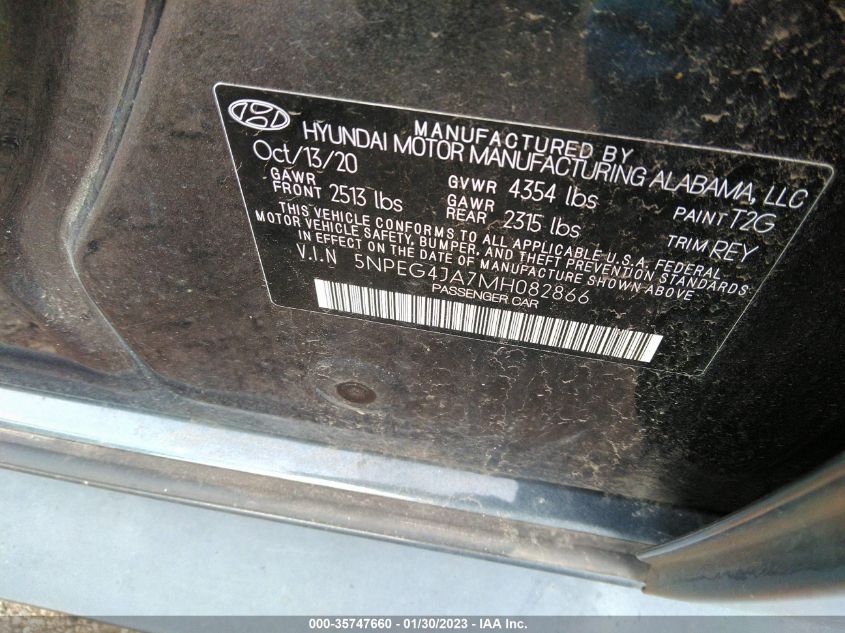 MANUFACTURED BY
HYUNDAI MOTOR MANUFACTURING ALABAMA, LLC
Oct/13/20
GAWR FRONT 2513 lbs
GVWR 4354 lbs
GAWR REAR 2315 lbs
PAINT T2G
TRIM REY
THIS VEHICLE CONFORMS TO ALL APPLICABLE U.S.A. FEDERAL
MOTOR VEHICLE SAFETY, BUMPER, AND THEFT PREVENTION STANDARDS
IN EFFECT ON THE DATE OF MANUFACTURE SHOWN ABOVE
V.I.N 5NPEG4JA7MH082866
PASSENGER CAR
000-35747660 - 01/30/2023 - IAA Inc.